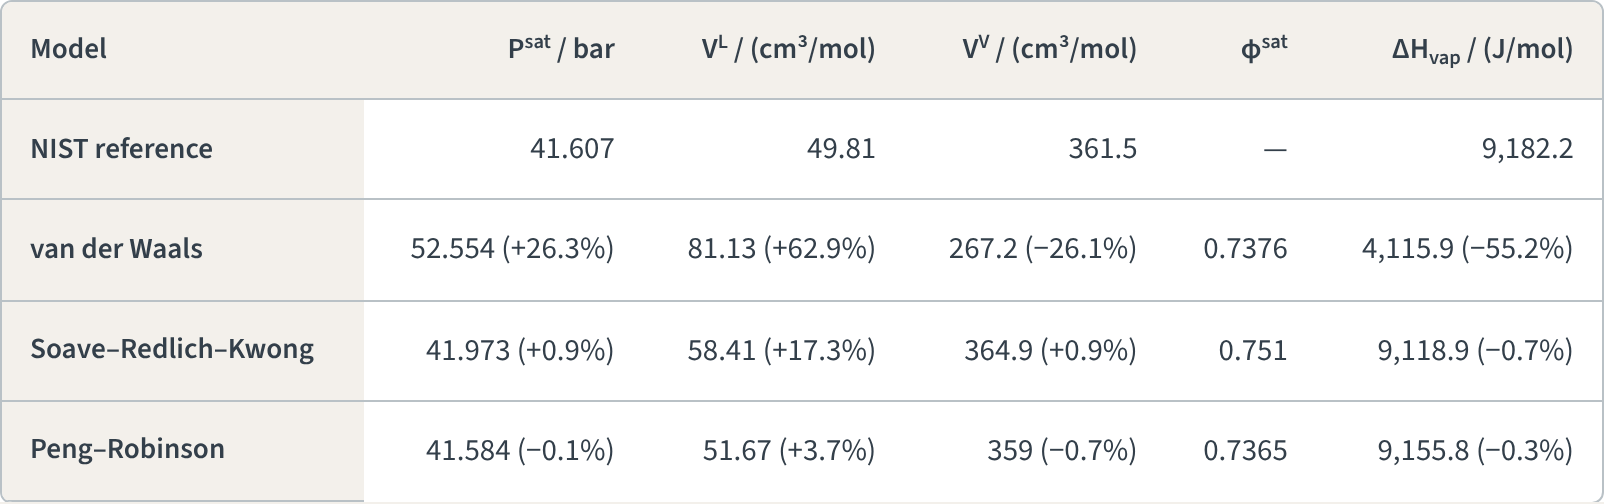 Model P^sat / bar V^L / (cm³/mol) V^V / (cm³/mol) ϕ^sat ΔH_vap / (J/mol)
NIST reference 41.607 49.81 361.5 — 9,182.2
van der Waals 52.554 (+26.3%) 81.13 (+62.9%) 267.2 (−26.1%) 0.7376 4,115.9 (−55.2%)
Soave–Redlich–Kwong 41.973 (+0.9%) 58.41 (+17.3%) 364.9 (+0.9%) 0.751 9,118.9 (−0.7%)
Peng–Robinson 41.584 (−0.1%) 51.67 (+3.7%) 359 (−0.7%) 0.7365 9,155.8 (−0.3%)